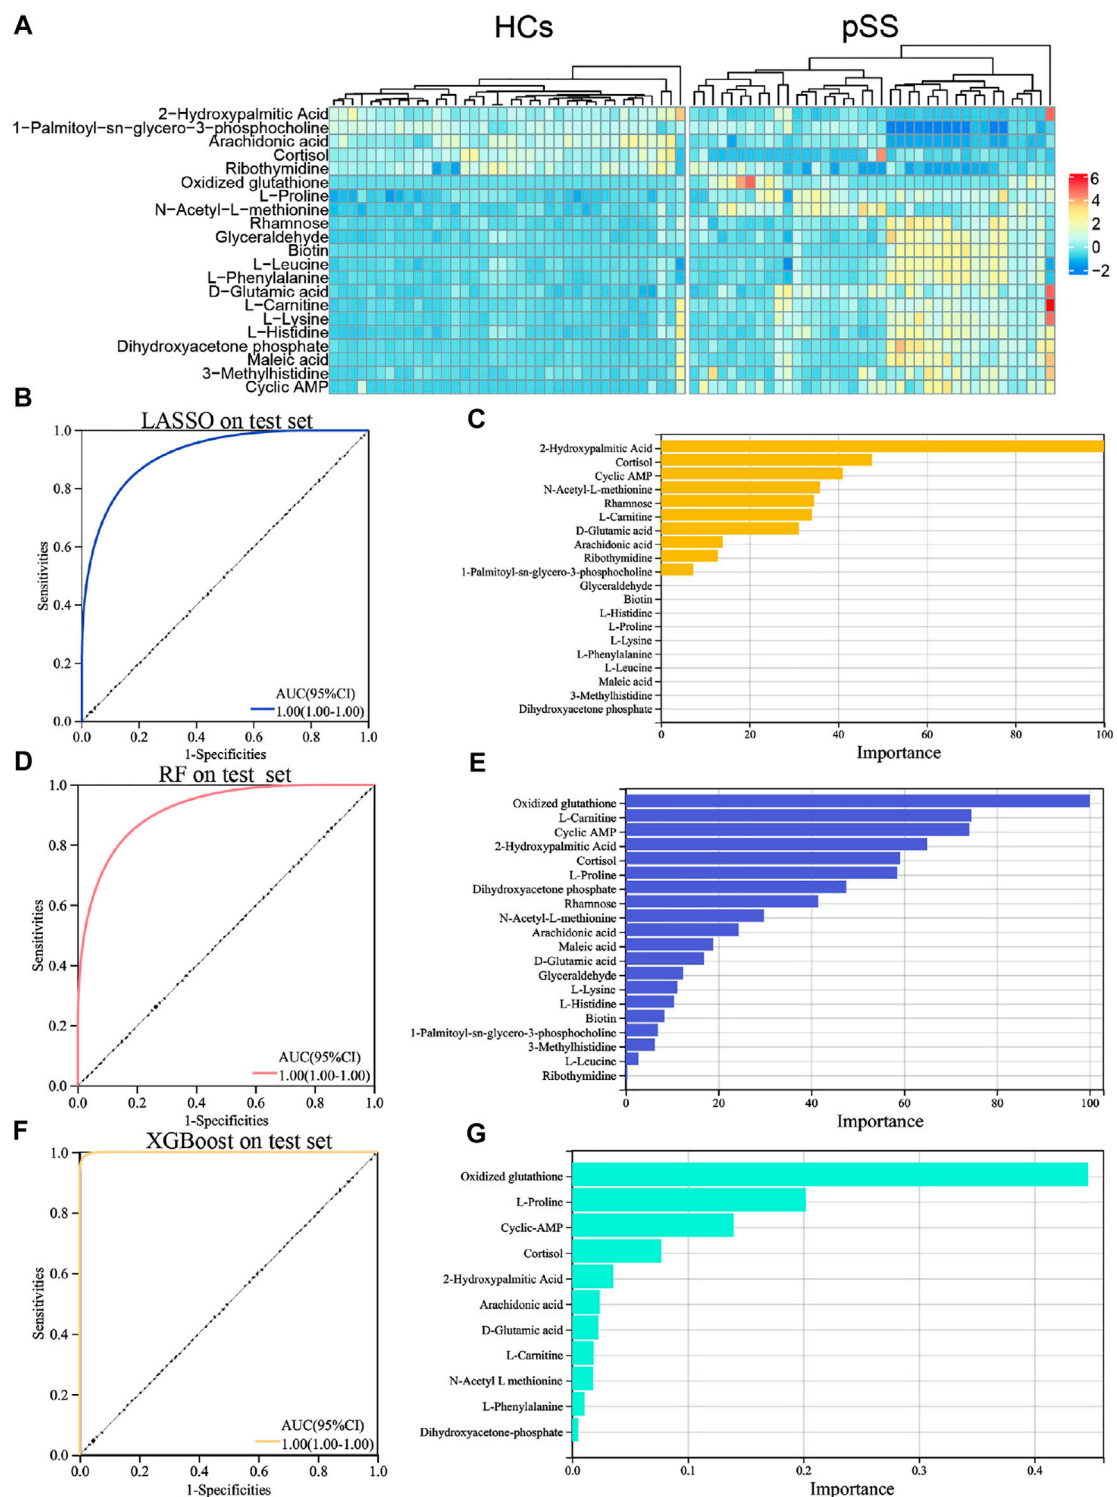 A
HCs
pSS
2-Hydroxypalmitic Acid
1-Palmitoyl-sn-glycero-3-phosphocholine
Arachidonic acid
Cortisol
Ribothymidine
Oxidized glutathione
L-Proline
N-Acetyl-L-methionine
Rhamnose
Glyceraldehyde
Biotin
L-Leucine
L-Phenylalanine
D-Glutamic acid
L-Carnitine
L-Lysine
L-Histidine
Dihydroxyacetone phosphate
Maleic acid
3-Methylhistidine
Cyclic AMP
6
4
2
0
-2
B
LASSO on test set
1.0
0.8
0.6
0.4
0.2
0.0
Sensitivities
AUC(95%CI)
1.00(1.00-1.00)
0.0 0.2 0.4 0.6 0.8 1.0
1-Specificities
C
2-Hydroxypalmitic Acid
Cortisol
Cyclic AMP
N-Acetyl-L-methionine
Rhamnose
L-Carnitine
D-Glutamic acid
Arachidonic acid
Ribothymidine
1-Palmitoyl-sn-glycero-3-phosphocholine
Glyceraldehyde
Biotin
L-Histidine
L-Proline
L-Lysine
L-Phenylalanine
L-Leucine
Maleic acid
3-Methylhistidine
Dihydroxyacetone phosphate
0 20 40 60 80 100
Importance
D
RF on test set
1.0
0.8
0.6
0.4
0.2
0.0
Sensitivities
AUC(95%CI)
1.00(1.00-1.00)
0.0 0.2 0.4 0.6 0.8 1.0
1-Specificities
E
Oxidized glutathione
L-Carnitine
Cyclic AMP
2-Hydroxypalmitic Acid
Cortisol
L-Proline
Dihydroxyacetone phosphate
Rhamnose
N-Acetyl-L-methionine
Arachidonic acid
Maleic acid
D-Glutamic acid
Glyceraldehyde
L-Lysine
L-Histidine
Biotin
1-Palmitoyl-sn-glycero-3-phosphocholine
3-Methylhistidine
L-Leucine
Ribothymidine
0 20 40 60 80 100
Importance
F
XGBoost on test set
1.0
0.8
0.6
0.4
0.2
0.0
Sensitivities
AUC(95%CI)
1.00(1.00-1.00)
0.0 0.2 0.4 0.6 0.8 1.0
1-Specificities
G
Oxidized glutathione
L-Proline
Cyclic-AMP
Cortisol
2-Hydroxypalmitic Acid
Arachidonic acid
D-Glutamic acid
L-Carnitine
N-Acetyl L methionine
L-Phenylalanine
Dihydroxyacetone-phosphate
0.0 0.1 0.2 0.3 0.4
Importance